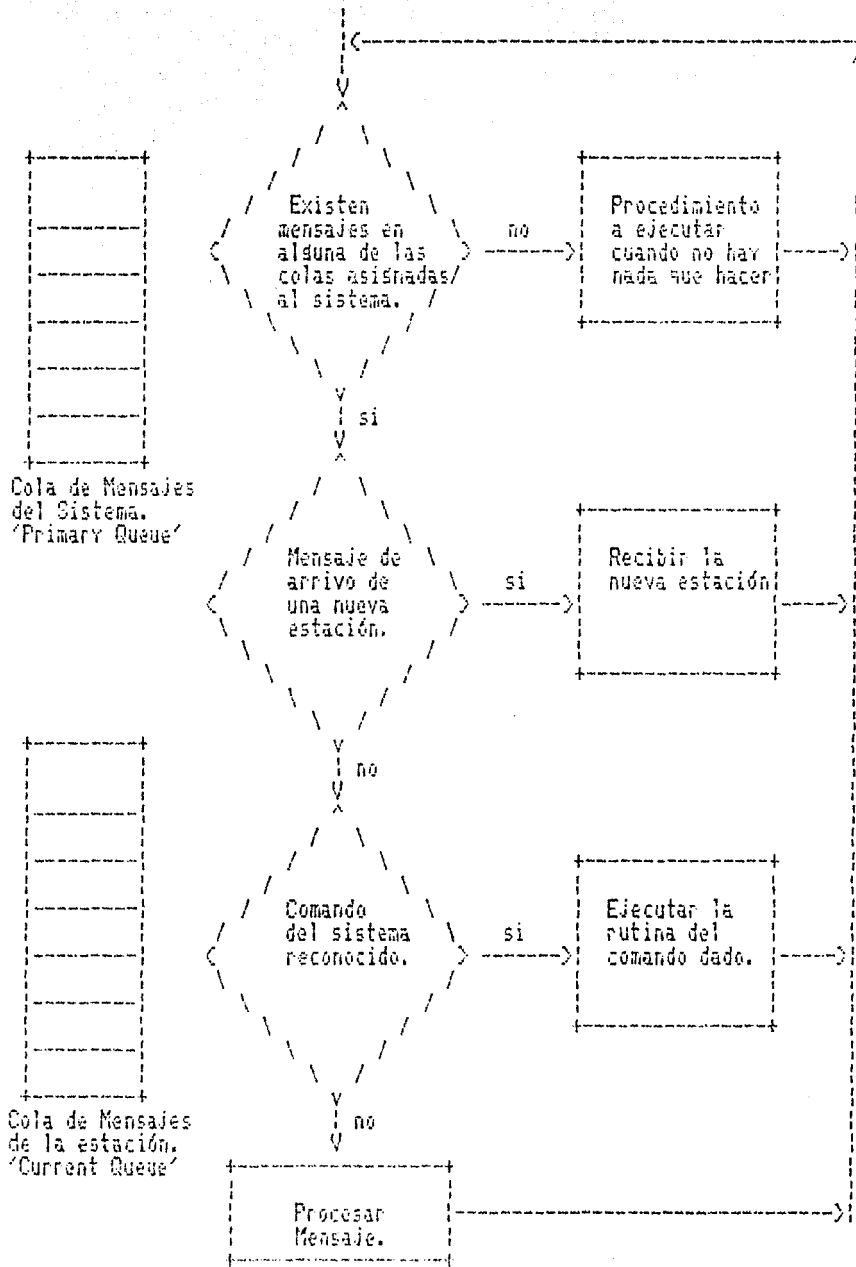 Existen
mensajes en
alguna de las
colas asignadas
al sistema.
no
Procedimiento
a ejecutar
cuando no hay
nada que hacer
si
Cola de Mensajes
del Sistema.
'Primary Queue'
Mensaje de
arrivo de
una nueva
estación.
si
Recibir la
nueva estación
no
Comando
del sistema
reconocido.
si
Ejecutar la
rutina del
comando dado.
no
Cola de Mensajes
de la estación.
'Current Queue'
Procesar
Mensaje.